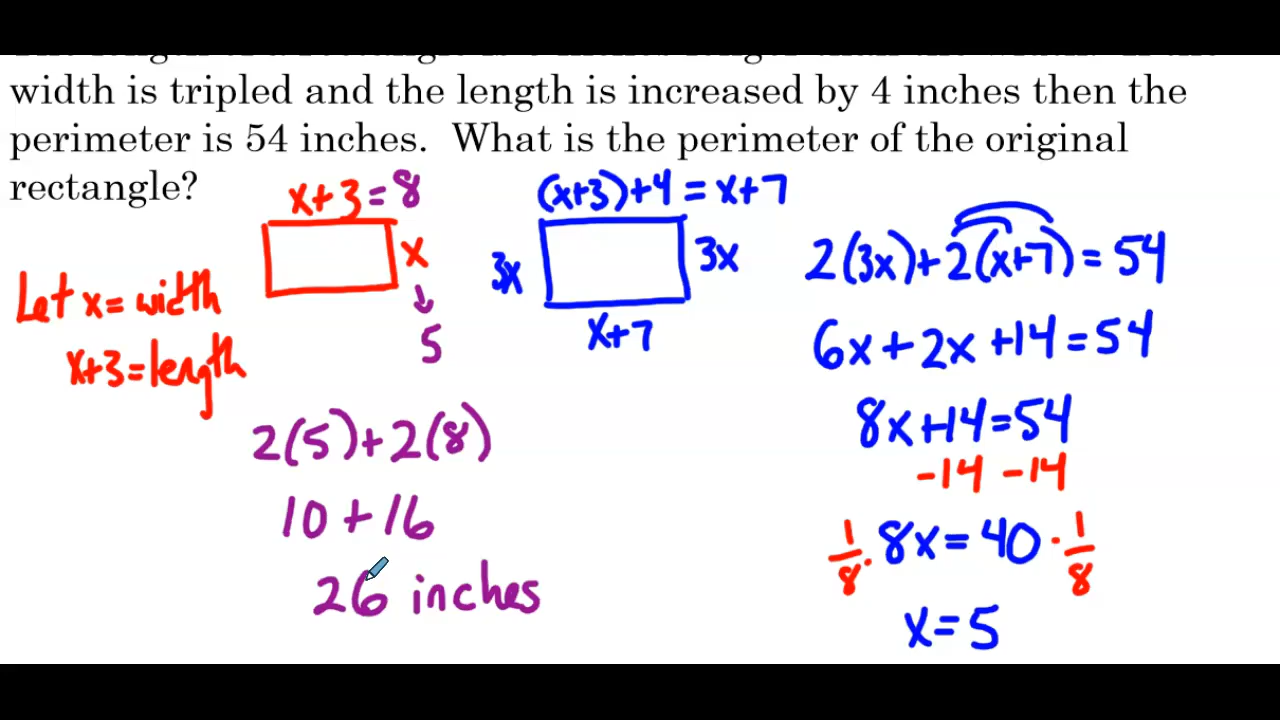 width is tripled and the length is increased by 4 inches then the
perimeter is 54 inches. What is the perimeter of the original
rectangle?
x+3=8
x
5
Let x=width
x+3=length
2(5)+2(8)
10+16
26 inches
(x+3)+4=x+7
3x
3x
x+7
2(3x)+2(x+7)=54
6x+2x+14=54
8x+14=54
-14 -14
1/8·8x=40·1/8
x=5